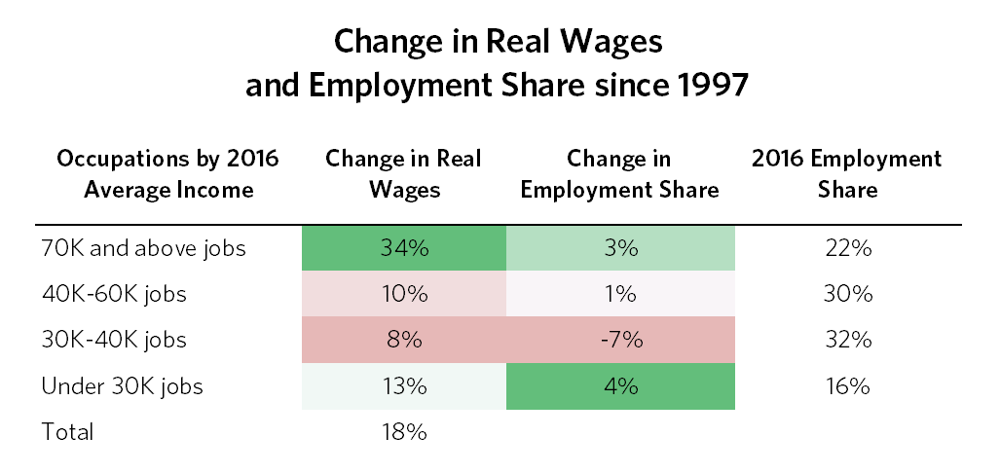 Change in Real Wages
and Employment Share since 1997
Occupations by 2016 Average Income	Change in Real Wages	Change in Employment Share	2016 Employment Share
70K and above jobs	34%	3%	22%
40K-60K jobs	10%	1%	30%
30K-40K jobs	8%	-7%	32%
Under 30K jobs	13%	4%	16%
Total	18%